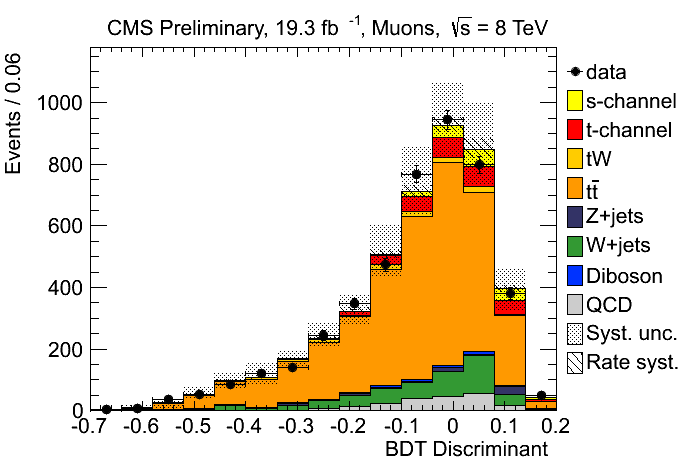 CMS Preliminary, 19.3 fb -1, Muons, √s = 8 TeV
Events / 0.06
1000
800
600
400
200
0
-0.7 -0.6 -0.5 -0.4 -0.3 -0.2 -0.1 0 0.1 0.2
BDT Discriminant
data
s-channel
t-channel
tW
tt̄
Z+jets
W+jets
Diboson
QCD
Syst. unc.
Rate syst.